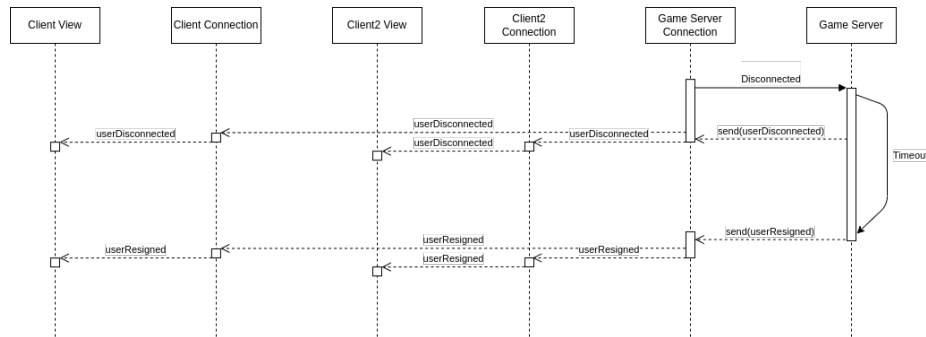 Client View
Client Connection
Client2 View
Client2
Connection
Game Server
Connection
Game Server
Disconnected
userDisconnected
send(userDisconnected)
userDisconnected
userDisconnected
userDisconnected
Timeout
send(userResigned)
userResigned
userResigned
userResigned
userResigned